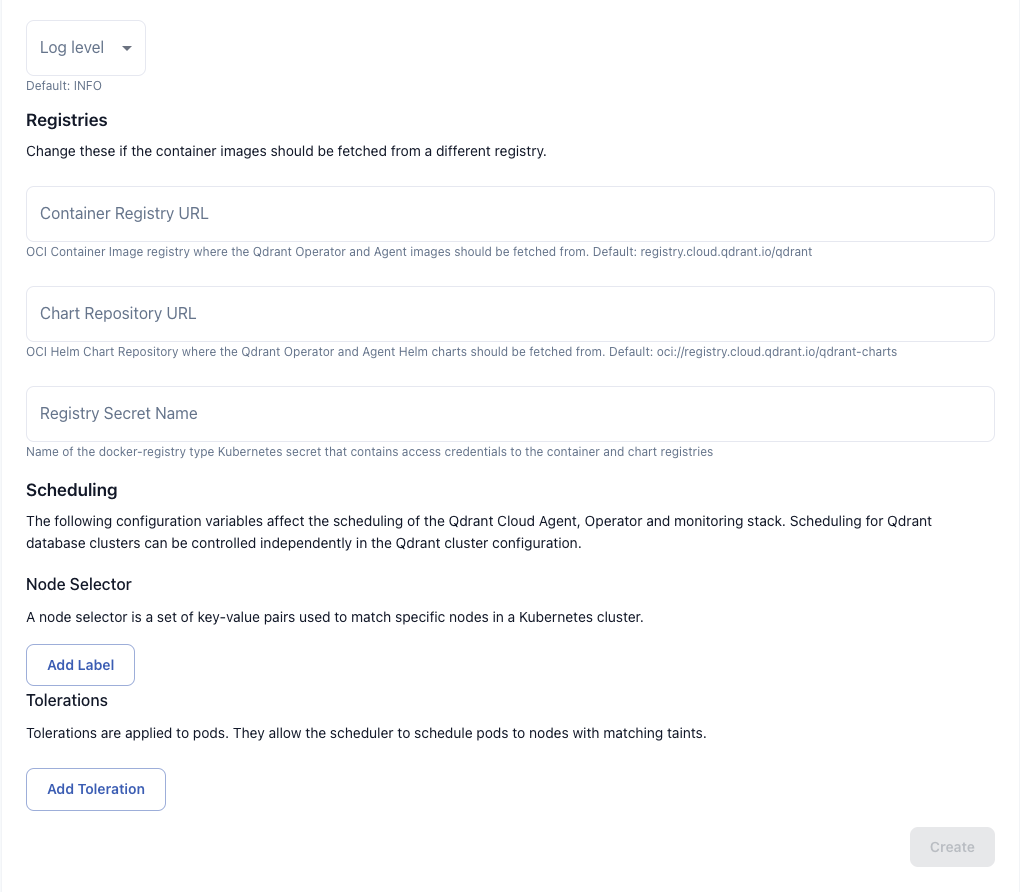 Log level
Default: INFO
Registries
Change these if the container images should be fetched from a different registry.
Container Registry URL
OCI Container Image registry where the Qdrant Operator and Agent images should be fetched from. Default: registry.cloud.qdrant.io/qdrant
Chart Repository URL
OCI Helm Chart Repository where the Qdrant Operator and Agent Helm charts should be fetched from. Default: oci://registry.cloud.qdrant.io/qdrant-charts
Registry Secret Name
Name of the docker-registry type Kubernetes secret that contains access credentials to the container and chart registries
Scheduling
The following configuration variables affect the scheduling of the Qdrant Cloud Agent, Operator and monitoring stack. Scheduling for Qdrant
database clusters can be controlled independently in the Qdrant cluster configuration.
Node Selector
A node selector is a set of key-value pairs used to match specific nodes in a Kubernetes cluster.
Add Label
Tolerations
Tolerations are applied to pods. They allow the scheduler to schedule pods to nodes with matching taints.
Add Toleration
Create